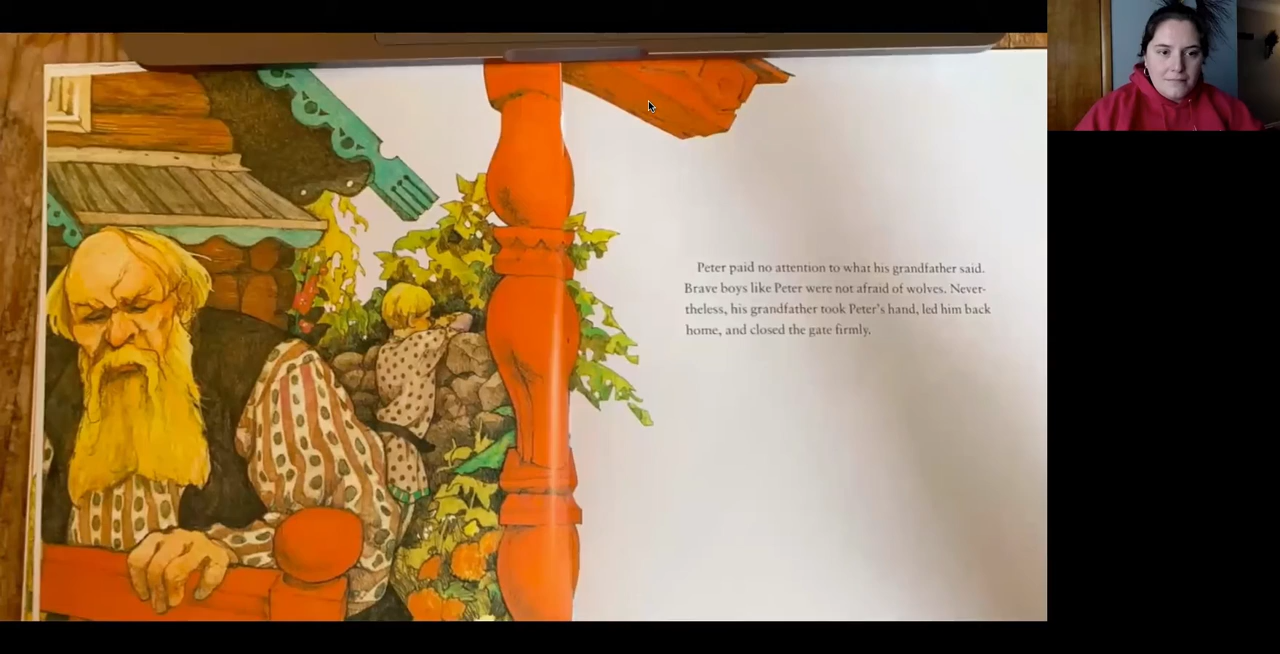 Peter paid no attention to what his grandfather said.
Brave boys like Peter were not afraid of wolves. Never-
theless, his grandfather took Peter's hand, led him back
home, and closed the gate firmly.